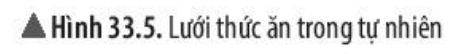 ▲ Hình 33.5. Lưới thức ăn trong tự nhiên